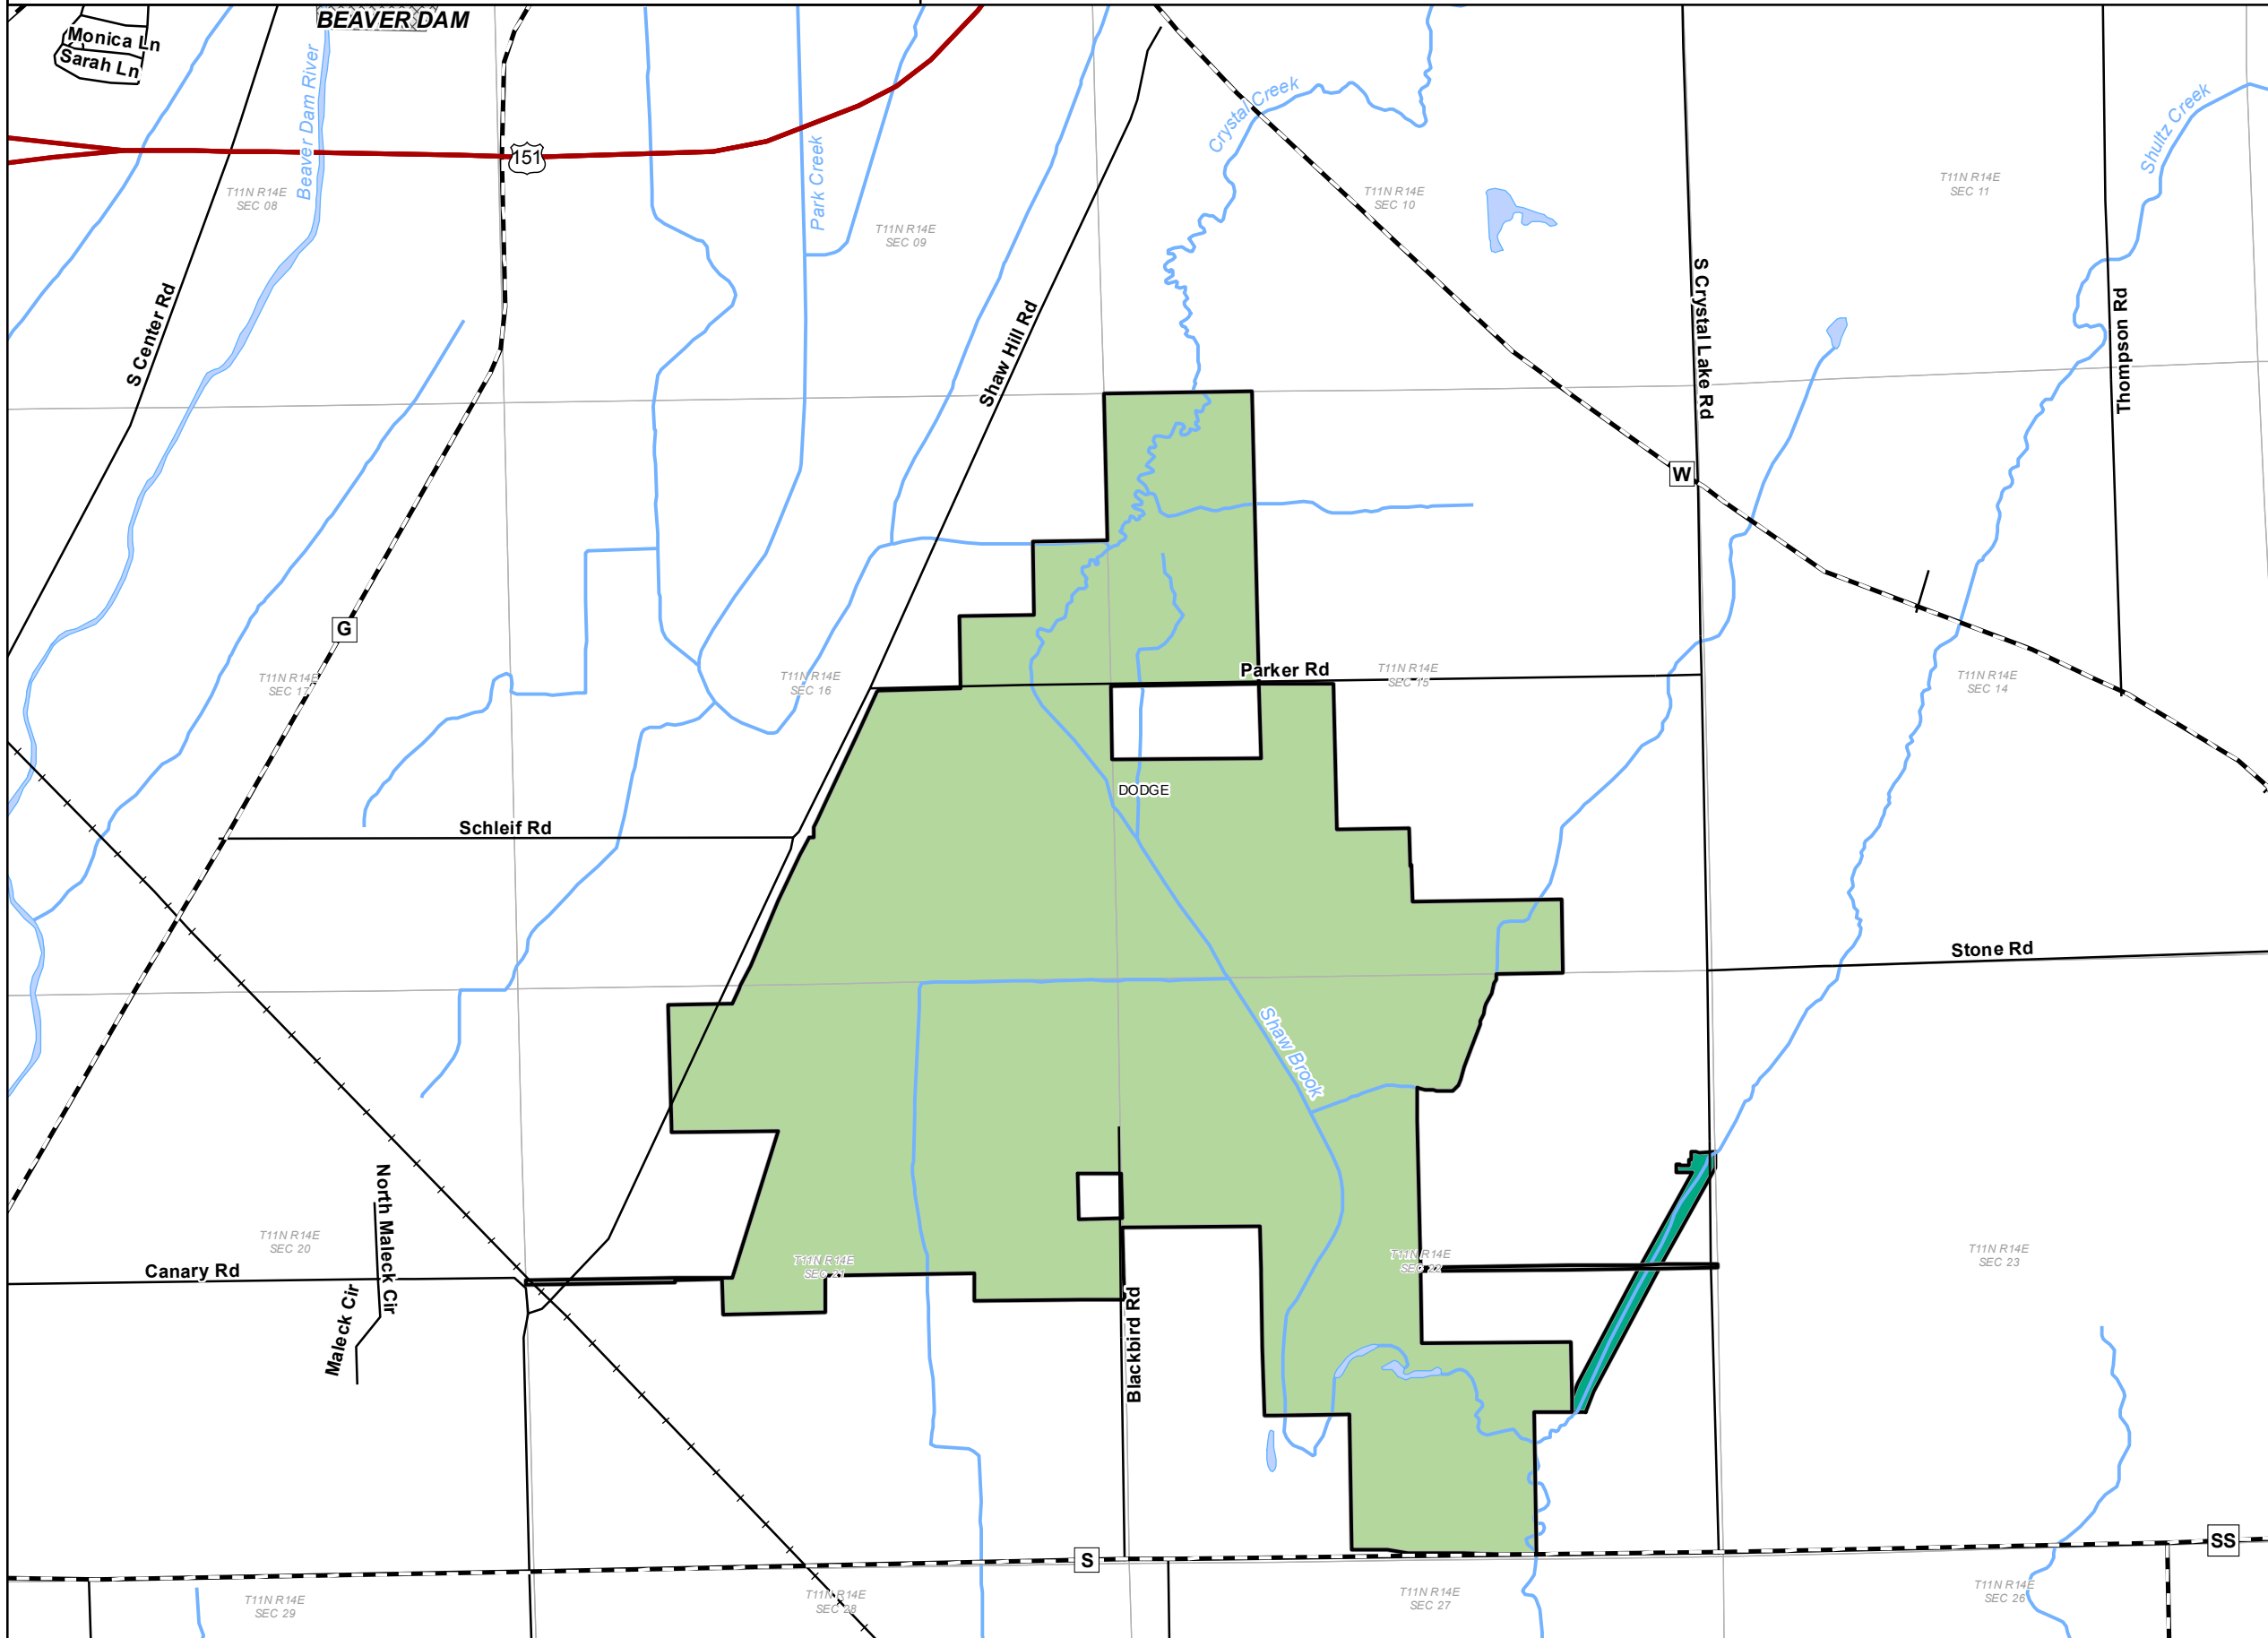 BEAVER DAM
Monica Ln
Sarah Ln
Beaver Dam River
151
Park Creek
Crystal Creek
Shultz Creek
T11N R14E
SEC 08
T11N R14E
SEC 09
T11N R14E
SEC 10
T11N R14E
SEC 11
S Center Rd
Shaw Hill Rd
S Crystal Lake Rd
Thompson Rd
W
G
T11N R14E
SEC 17
T11N R14E
SEC 16
Parker Rd
T11N R14E
SEC 15
T11N R14E
SEC 14
DODGE
Schleif Rd
Stone Rd
Shaw Brook
North Maleck Cir
T11N R14E
SEC 20
T11N R14E
SEC 21
T11N R14E
SEC 22
T11N R14E
SEC 23
Canary Rd
Maleck Cir
Blackbird Rd
S
SS
T11N R14E
SEC 29
T11N R14E
SEC 28
T11N R14E
SEC 27
T11N R14E
SEC 26